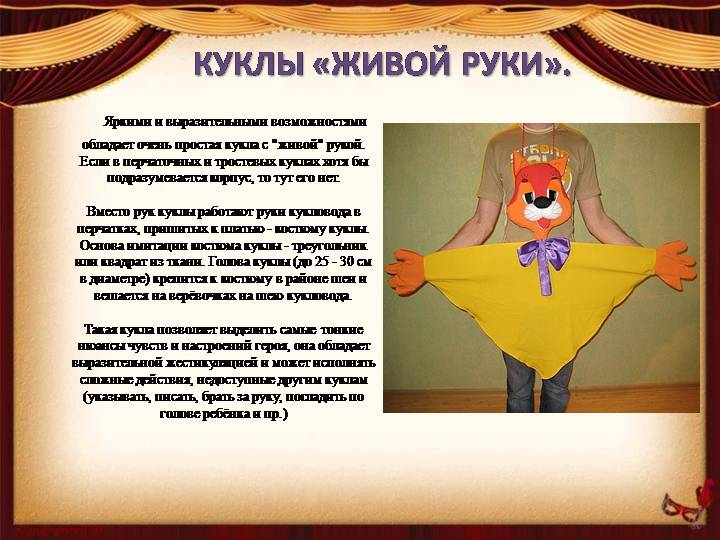 КУКЛЫ «ЖИВОЙ РУКИ».
Яркими и выразительными возможностями
обладает очень простая кукла с "живой" рукой.
Если в перчаточных и тростевых куклах хотя бы
подразумевается корпус, то тут его нет.
Вместо рук куклы работают руки кукловода в
перчатках, пришитых к платью - костюму куклы.
Основа имитации костюма куклы - треугольник
или квадрат из ткани. Голова куклы (до 25 - 30 см
в диаметре) крепится к костюму в районе шеи и
вешается на верёвочках на шею кукловода.
Такая кукла позволяет выделить самые тонкие
нюансы чувств и настроений героя, она обладает
выразительной жестикуляцией и может исполнять
сложные действия, недоступные другим куклам
(указывать, писать, брать за руку, погладить по
голове ребёнка и пр.)